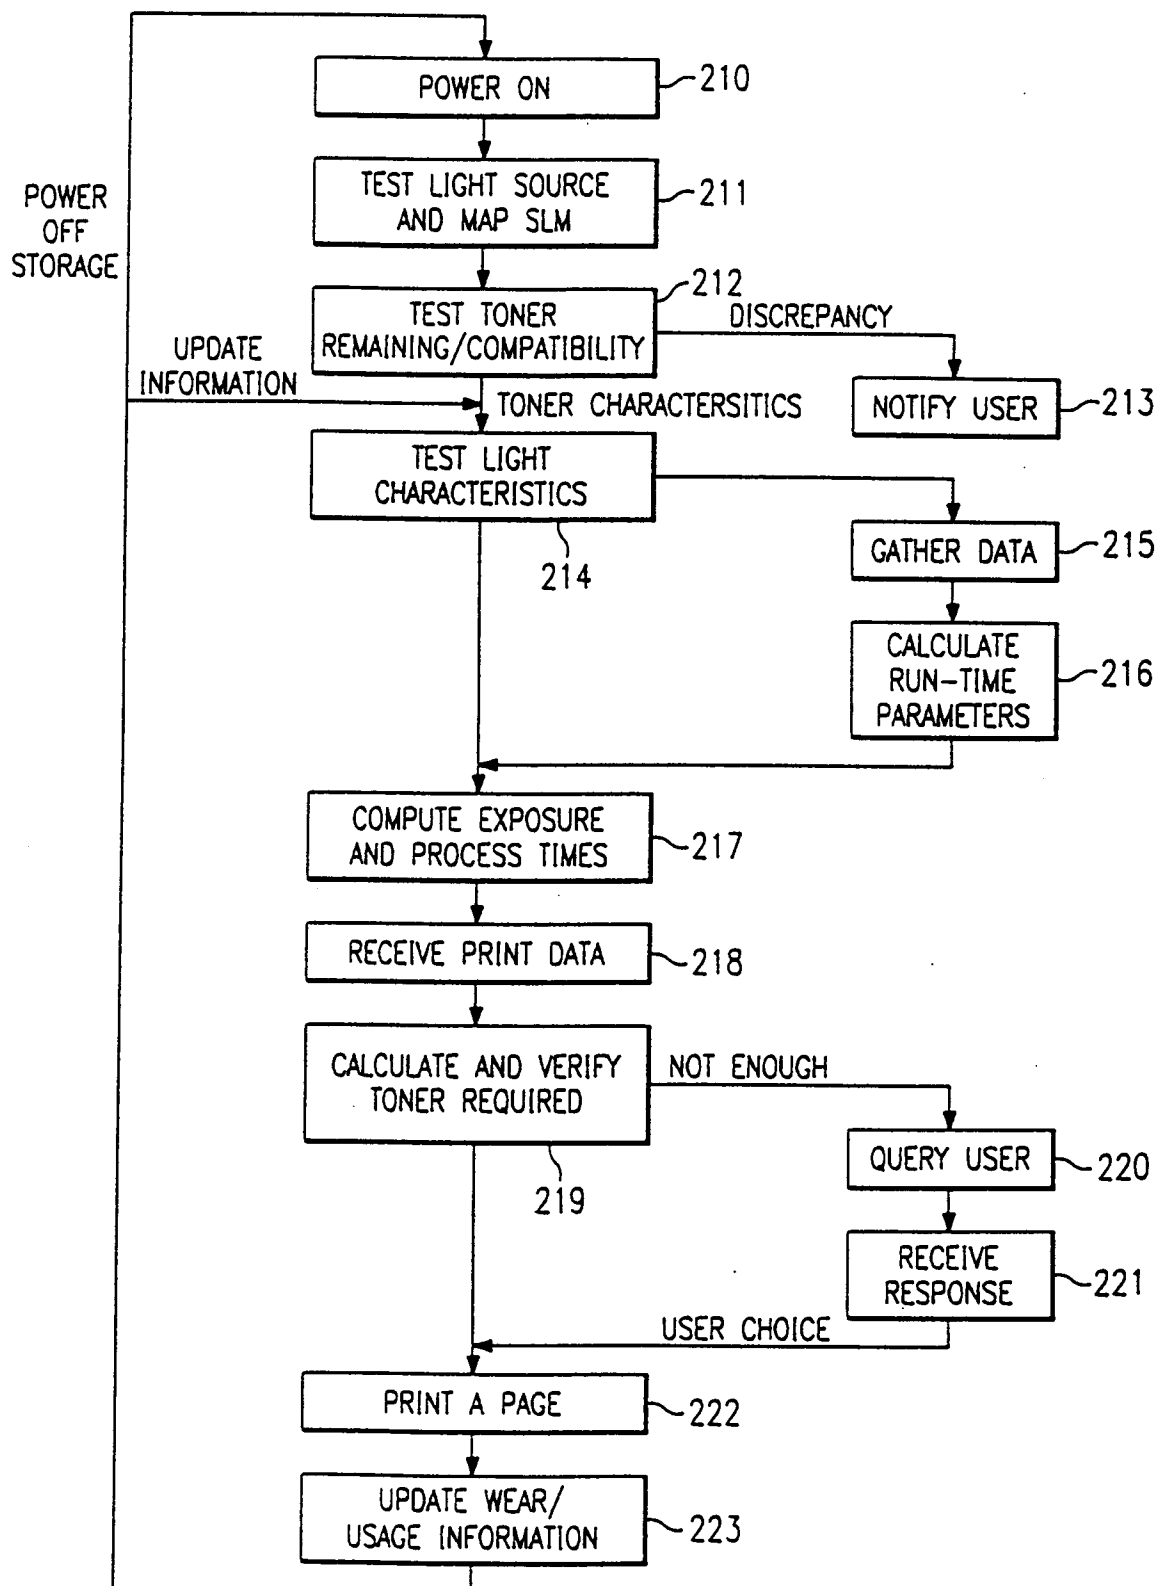 POWER ON
210
TEST LIGHT SOURCE
AND MAP SLM
211
POWER
OFF
STORAGE
212
TEST TONER
REMAINING/COMPATIBILITY
DISCREPANCY
UPDATE
INFORMATION
TONER CHARACTERSITICS
NOTIFY USER
213
TEST LIGHT
CHARACTERISTICS
214
GATHER DATA
215
CALCULATE
RUN-TIME
PARAMETERS
216
COMPUTE EXPOSURE
AND PROCESS TIMES
217
RECEIVE PRINT DATA
218
CALCULATE AND VERIFY
TONER REQUIRED
219
NOT ENOUGH
QUERY USER
220
RECEIVE
RESPONSE
221
USER CHOICE
PRINT A PAGE
222
UPDATE WEAR/
USAGE INFORMATION
223